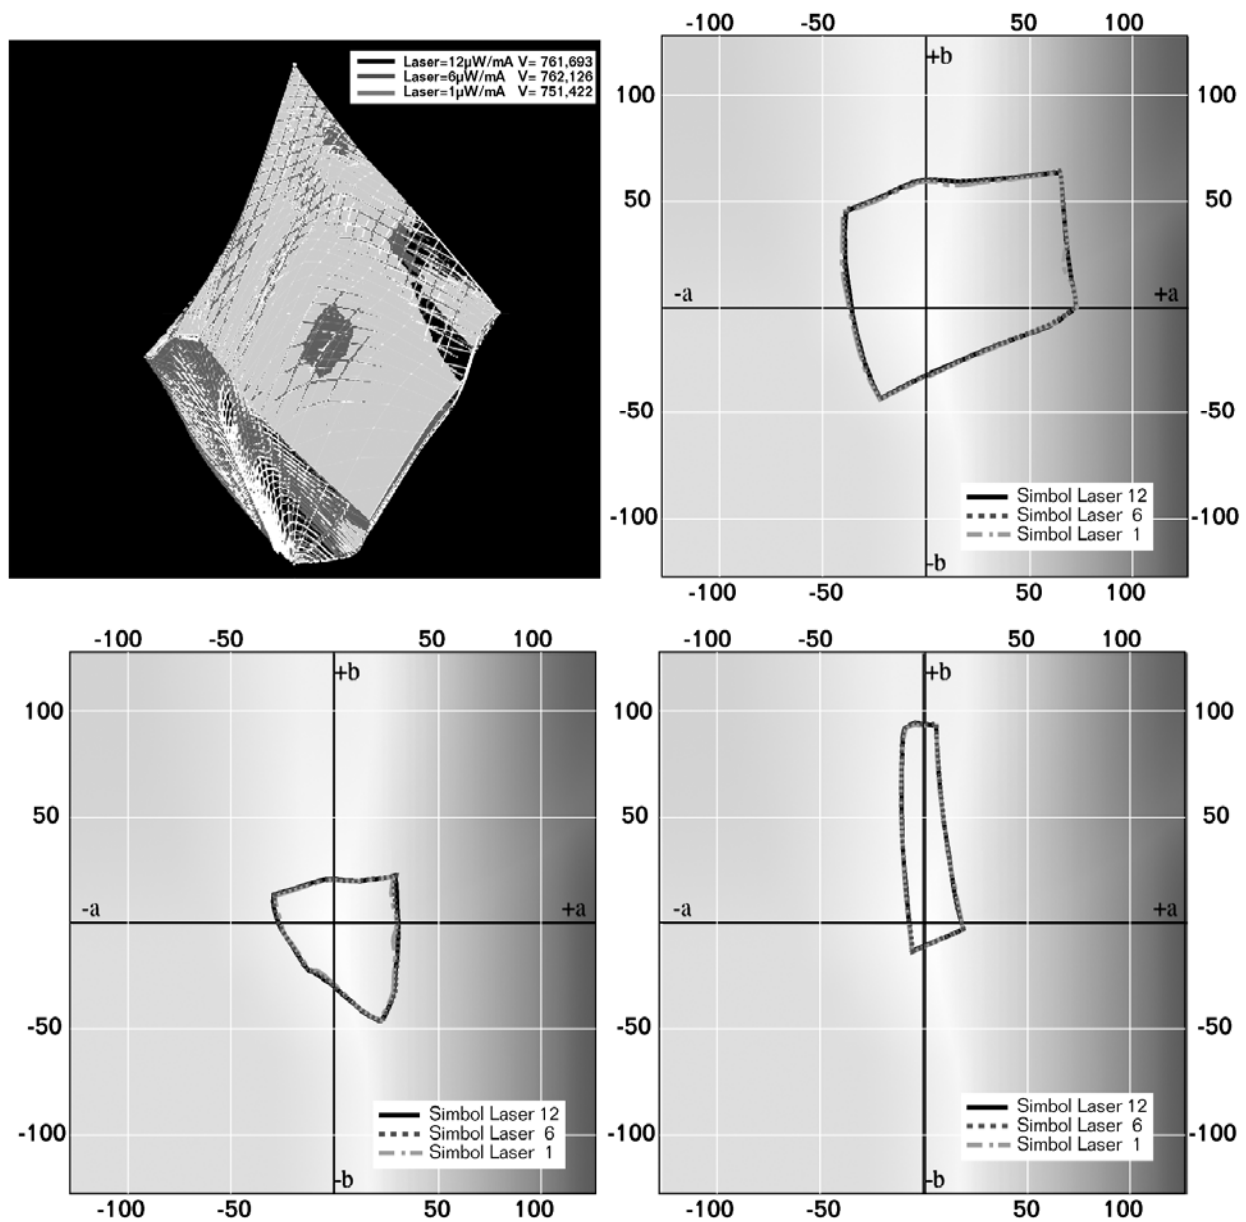 Laser=12µW/mA V= 761,693
Laser=6µW/mA V= 762,126
Laser=1µW/mA V= 751,422
-100 -50 50 100
+b
100 100
50 50
-a +a
-50 -50
Simbol Laser 12
Simbol Laser 6
Simbol Laser 1
-100 -100
-b
-100 -50 50 100
-100 -50 50 100
+b
100
50
-a +a
-50
Simbol Laser 12
Simbol Laser 6
Simbol Laser 1
-100
-b
-100 -50 50 100
-100 -50 50 100
+b
100 100
50 50
-a +a
-50 -50
Simbol Laser 12
Simbol Laser 6
Simbol Laser 1
-100 -100
-b
-100 -50 50 100